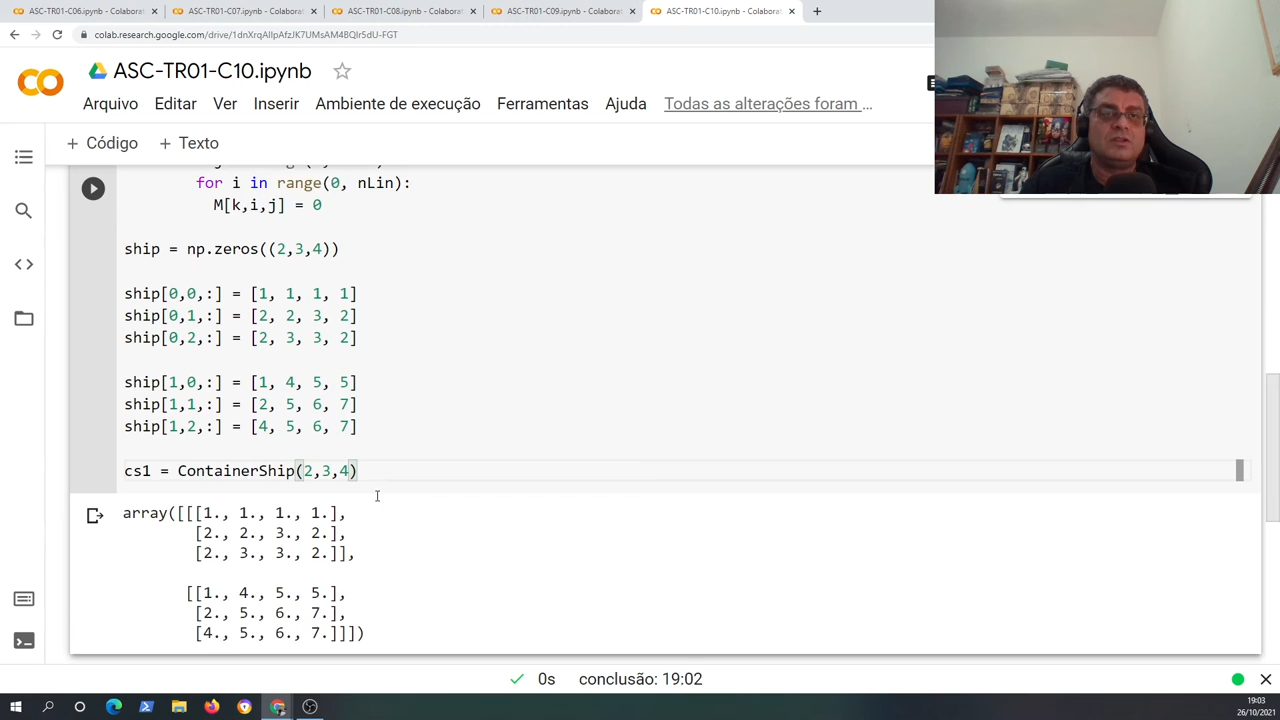 ASC-TR01-C06.ipynb - Colaborat
ASC-TR01-C07.ipynb - Colaborat
ASC-TR01-C08.ipynb - Colaborat
ASC-TR01-C09.ipynb - Colaborat
ASC-TR01-C10.ipynb - Colaborat
ASC-TR01-C10.ipynb
Arquivo Editar Ver Inserir Ambiente de execução Ferramentas Ajuda Todas as alterações foram …
+ Código + Texto
for i in range(0, nLin):
M[k,i,j] = 0
ship = np.zeros((2,3,4))
ship[0,0,:] = [1, 1, 1, 1]
ship[0,1,:] = [2, 2, 3, 2]
ship[0,2,:] = [2, 3, 3, 2]
ship[1,0,:] = [1, 4, 5, 5]
ship[1,1,:] = [2, 5, 6, 7]
ship[1,2,:] = [4, 5, 6, 7]
cs1 = ContainerShip(2,3,4)
array([[[1., 1., 1., 1.],
[2., 2., 3., 2.],
[2., 3., 3., 2.]],
[[1., 4., 5., 5.],
[2., 5., 6., 7.],
[4., 5., 6., 7.]]])
0s conclusão: 19:02
19:03
26/10/2021